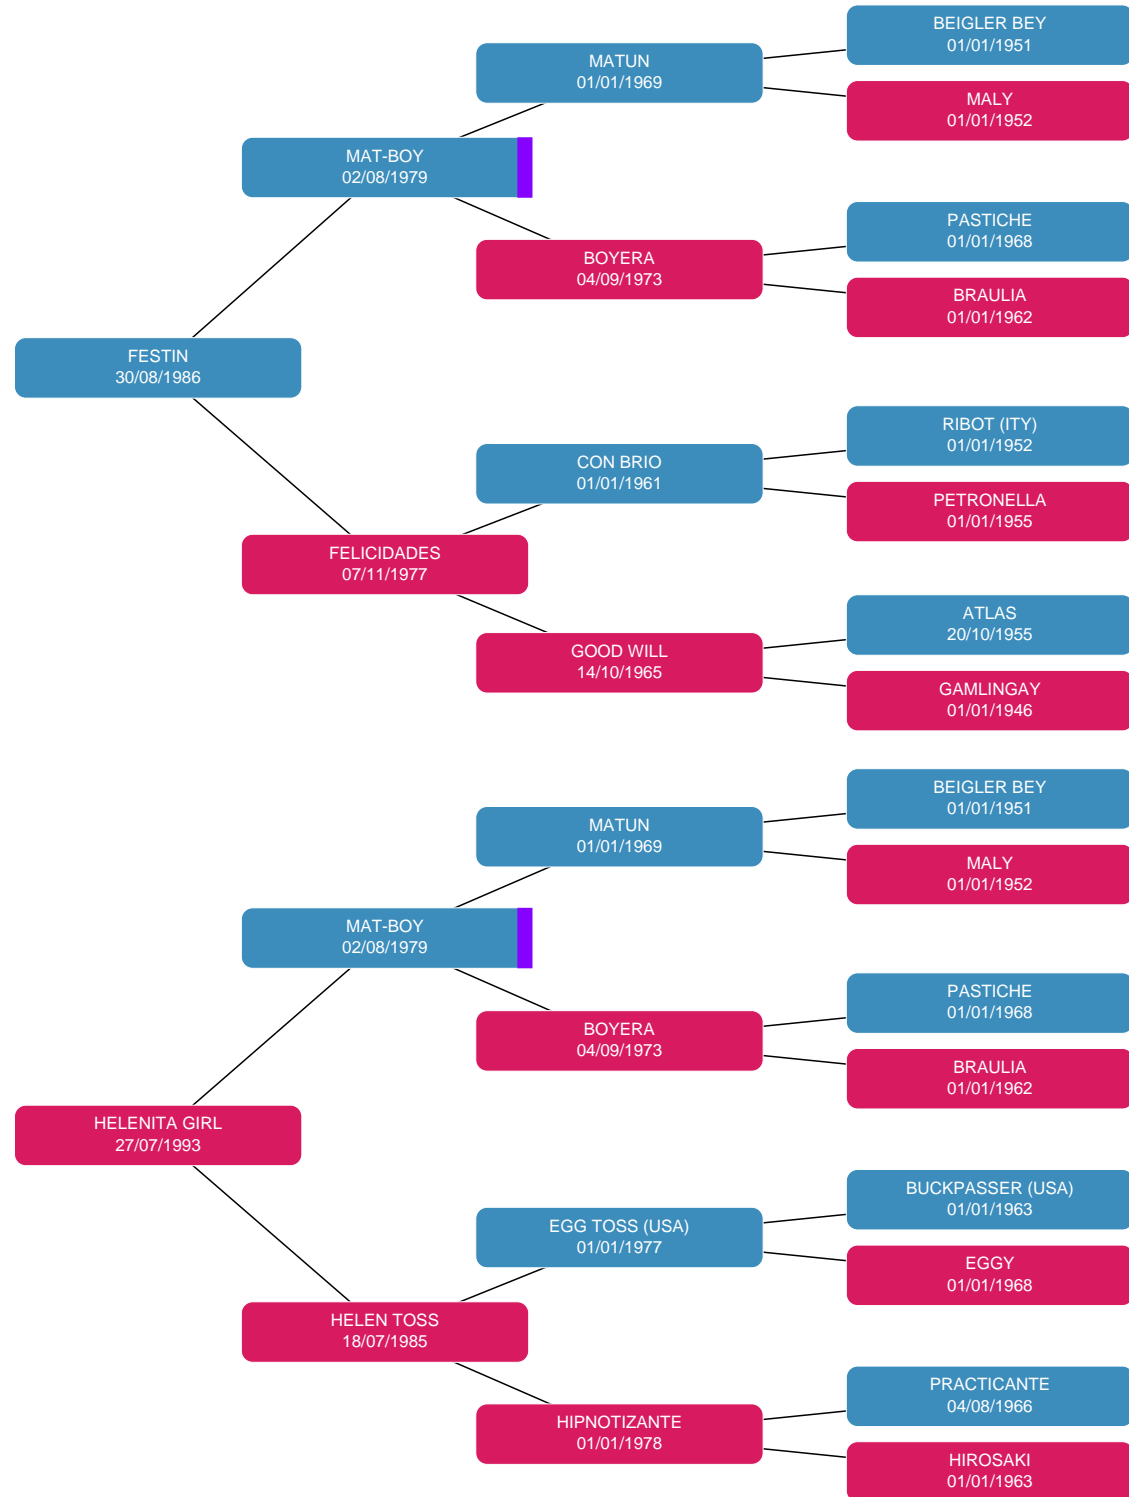 BEIGLER BEY
01/01/1951
MATUN
01/01/1969
MALY
01/01/1952
MAT-BOY
02/08/1979
PASTICHE
01/01/1968
BOYERA
04/09/1973
BRAULIA
01/01/1962
FESTIN
30/08/1986
RIBOT (ITY)
01/01/1952
CON BRIO
01/01/1961
PETRONELLA
01/01/1955
FELICIDADES
07/11/1977
ATLAS
20/10/1955
GOOD WILL
14/10/1965
GAMLINGAY
01/01/1946
BEIGLER BEY
01/01/1951
MATUN
01/01/1969
MALY
01/01/1952
MAT-BOY
02/08/1979
PASTICHE
01/01/1968
BOYERA
04/09/1973
BRAULIA
01/01/1962
HELENITA GIRL
27/07/1993
BUCKPASSER (USA)
01/01/1963
EGG TOSS (USA)
01/01/1977
EGGY
01/01/1968
HELEN TOSS
18/07/1985
PRACTICANTE
04/08/1966
HIPNOTIZANTE
01/01/1978
HIROSAKI
01/01/1963